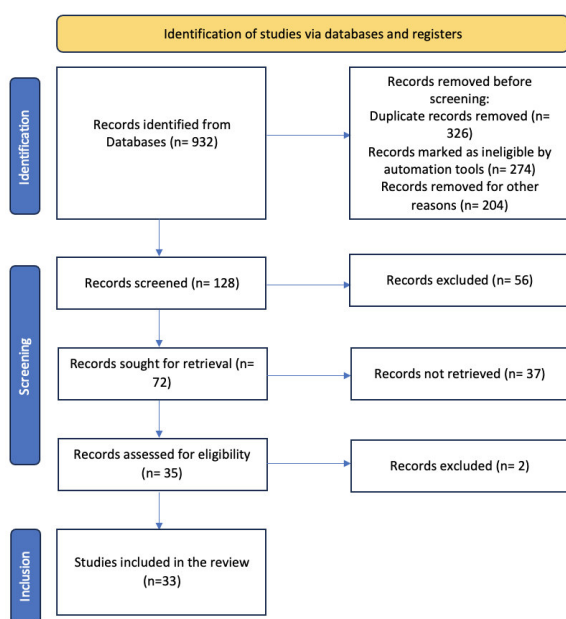 Identification of studies via databases and registers
Identification
Records identified from
Databases (n= 932)
Records removed before
screening:
Duplicate records removed (n=
326)
Records marked as ineligible by
automation tools (n= 274)
Records removed for other
reasons (n= 204)
Screening
Records screened (n= 128)
Records excluded (n= 56)
Records sought for retrieval (n=
72)
Records not retrieved (n= 37)
Records assessed for eligibility
(n= 35)
Records excluded (n= 2)
Inclusion
Studies included in the review
(n=33)